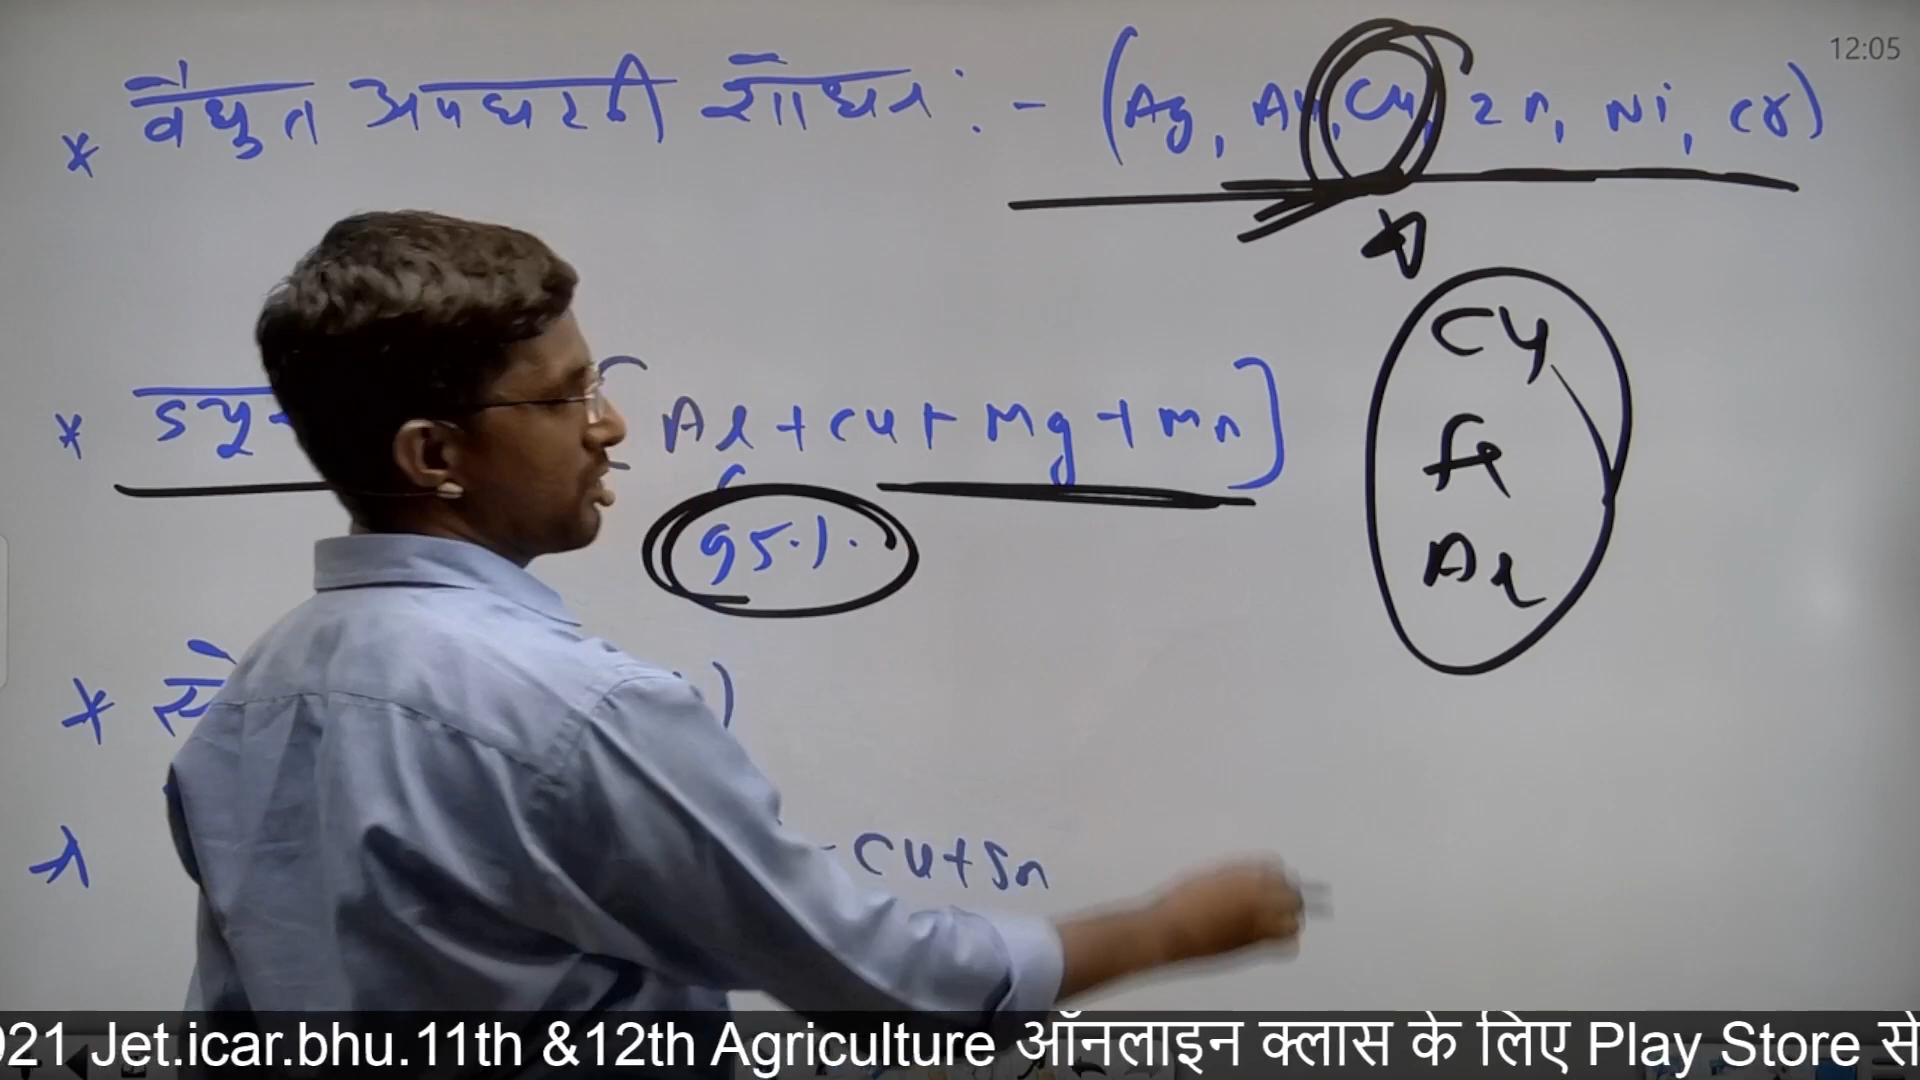 12:05
* वैधुत अपघटनी शोधन :- (Ag, Au, Cu, Zn, Ni, Cr)
* [Al + Cu + Mg + Mn]
95%
Cu
Fe
Al
*
- Cu + Sn
021 Jet.icar.bhu.11th &12th Agriculture ऑनलाइन क्लास के लिए Play Store से